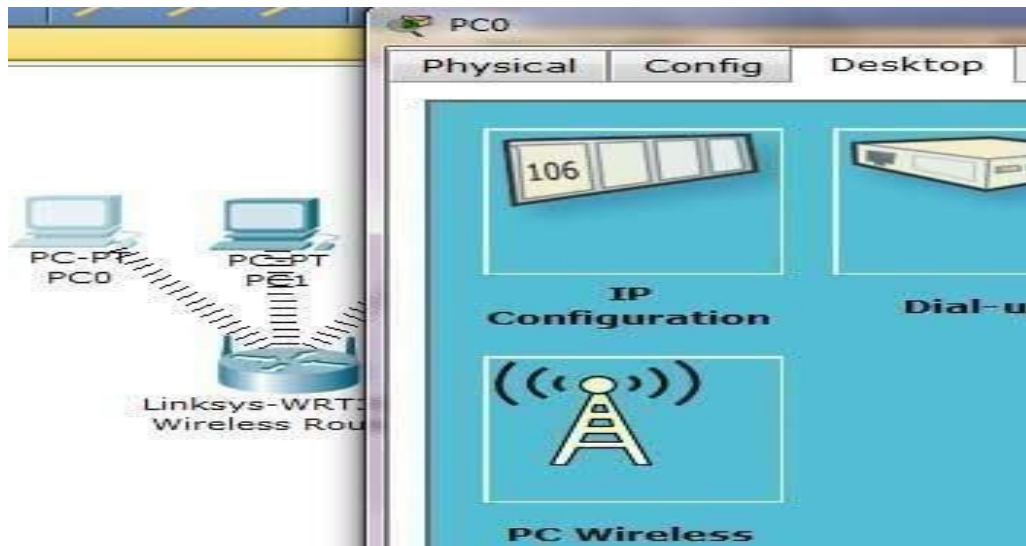 PC0
Physical Config Desktop
106
IP
Configuration
Dial-u
PC Wireless
PC-PT
PC0
PC-PT
PC1
Linksys-WRT
Wireless Rou